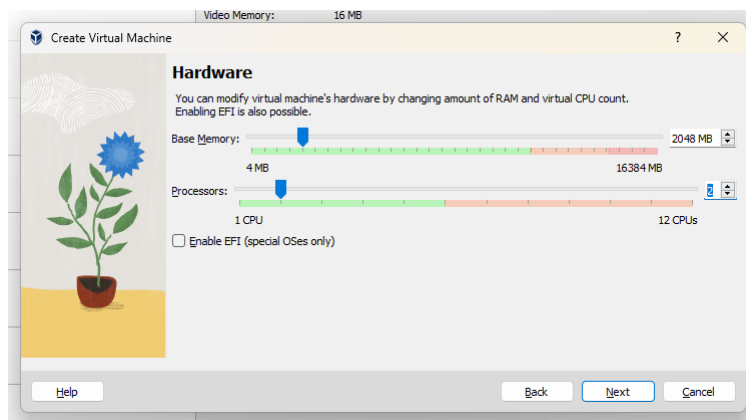 Video Memory: 16 MB
Create Virtual Machine
?
Hardware
You can modify virtual machine's hardware by changing amount of RAM and virtual CPU count.
Enabling EFI is also possible.
Base Memory: 2048 MB
4 MB 16384 MB
Processors: 2
1 CPU 12 CPUs
Enable EFI (special OSes only)
Help Back Next Cancel